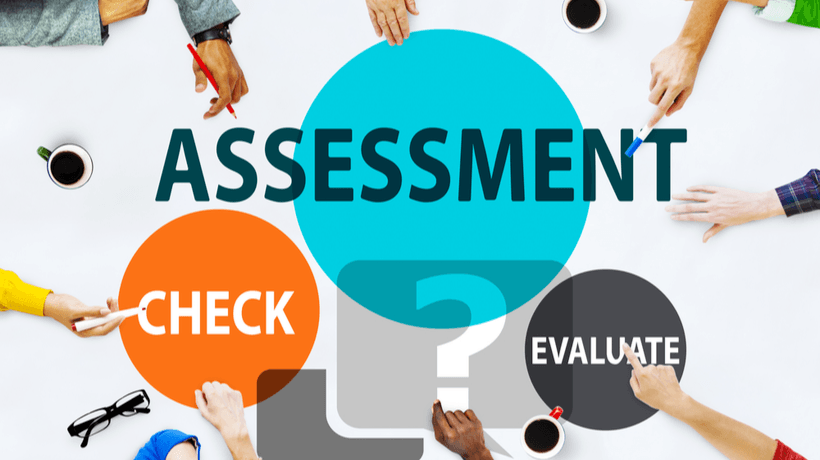 ASSESSMENT
CHECK
?
EVALUATE